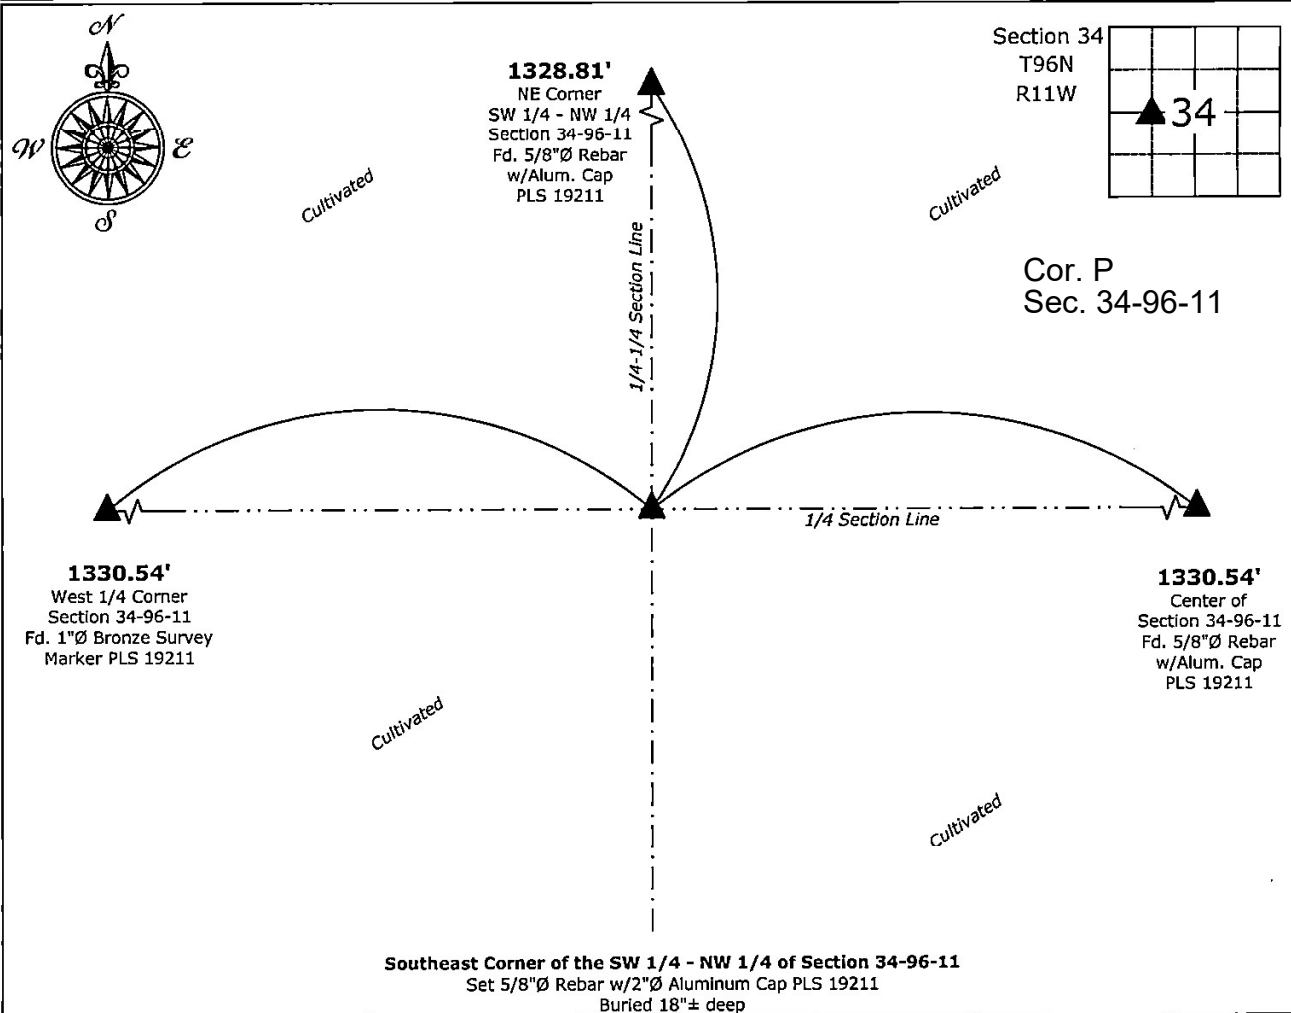 N
W
E
S
1328.81'
NE Corner
SW 1/4 - NW 1/4
Section 34-96-11
Fd. 5/8"Ø Rebar
w/Alum. Cap
PLS 19211
Section 34
T96N
R11W
34
Cultivated
Cultivated
Cor. P
Sec. 34-96-11
1/4-1/4 Section Line
1/4 Section Line
1330.54'
West 1/4 Corner
Section 34-96-11
Fd. 1"Ø Bronze Survey
Marker PLS 19211
1330.54'
Center of
Section 34-96-11
Fd. 5/8"Ø Rebar
w/Alum. Cap
PLS 19211
Cultivated
Cultivated
Southeast Corner of the SW 1/4 - NW 1/4 of Section 34-96-11
Set 5/8"Ø Rebar w/2"Ø Aluminum Cap PLS 19211
Buried 18"± deep